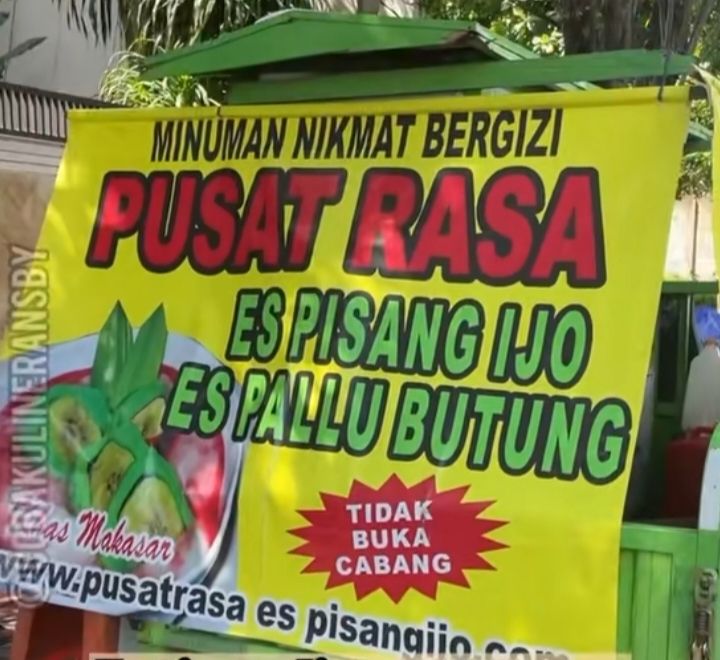 MINUMAN NIKMAT BERGIZI
PUSAT RASA
ES PISANG IJO
ES PALLU BUTUNG
TIDAK
BUKA
CABANG
Makasar
www.pusatrasa es pisangijo.com